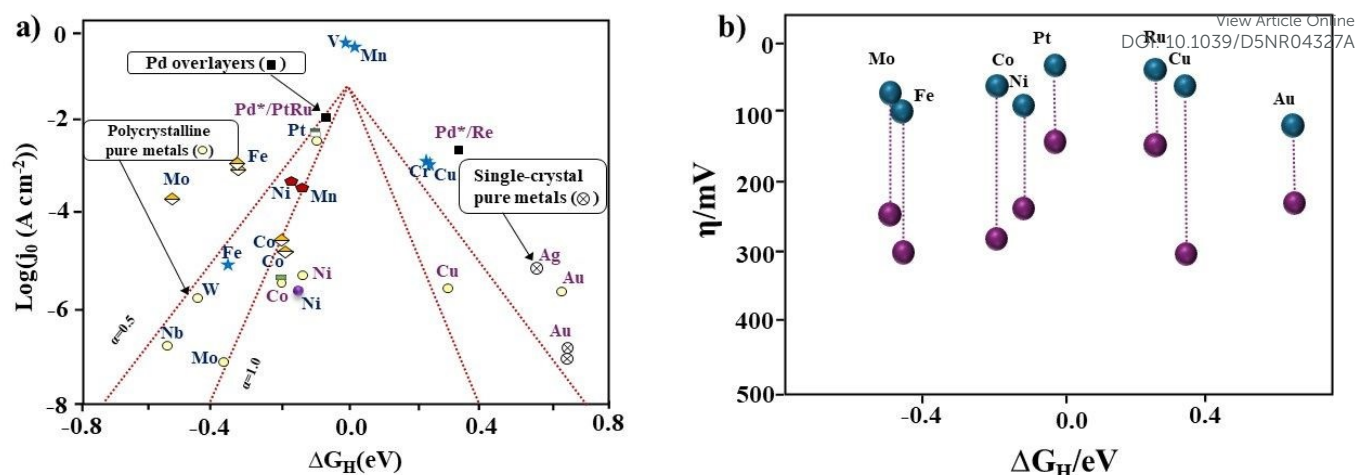 a)
Log(j₀ (A cm⁻²))
0
−2
−4
−6
−8
−0.8
−0.4
0.0
0.4
0.8
ΔG_H(eV)
V
Mn
Pd overlayers (■)
Pd*/PtRu
Pt
Polycrystalline
pure metals (○)
Fe
Mo
Ni
Mn
Pd*/Re
Cr Cu
Single-crystal
pure metals (⊗)
Co
Co
Fe
Ni
Co
Ni
W
Nb
Mo
Cu
Ag
Au
Au
α=0.5
α=1.0
b)
View Article Online
DOI: 10.1039/D5NR04327A
η/mV
0
100
200
300
400
500
−0.4
0.0
0.4
ΔG_H/eV
Mo
Fe
Co
Ni
Pt
Ru
Cu
Au